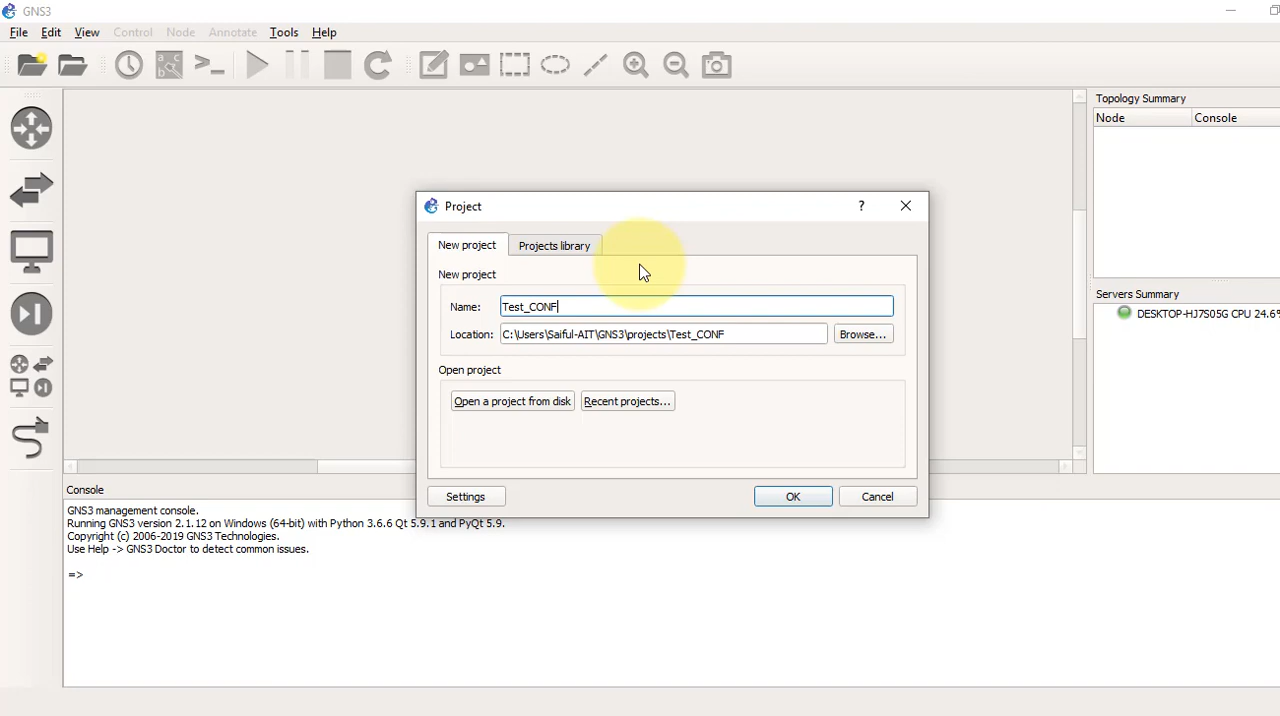 GNS3
File Edit View Control Node Annotate Tools Help
Topology Summary
Node Console
Project
?
New project Projects library
New project
Name: Test_CONF
Location: C:\Users\Saiful-AIT\GNS3\projects\Test_CONF Browse...
Open project
Open a project from disk Recent projects...
Settings OK Cancel
Servers Summary
DESKTOP-HJ7S05G CPU 24.6
Console
GNS3 management console.
Running GNS3 version 2.1.12 on Windows (64-bit) with Python 3.6.6 Qt 5.9.1 and PyQt 5.9.
Copyright (c) 2006-2019 GNS3 Technologies.
Use Help -> GNS3 Doctor to detect common issues.
=>